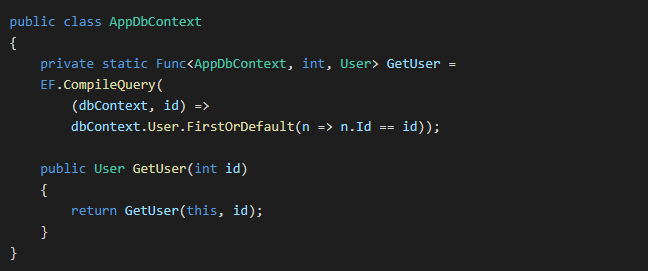 public class AppDbContext
{
    private static Func<AppDbContext, int, User> GetUser =
    EF.CompileQuery(
        (dbContext, id) =>
        dbContext.User.FirstOrDefault(n => n.Id == id));

    public User GetUser(int id)
    {
        return GetUser(this, id);
    }
}